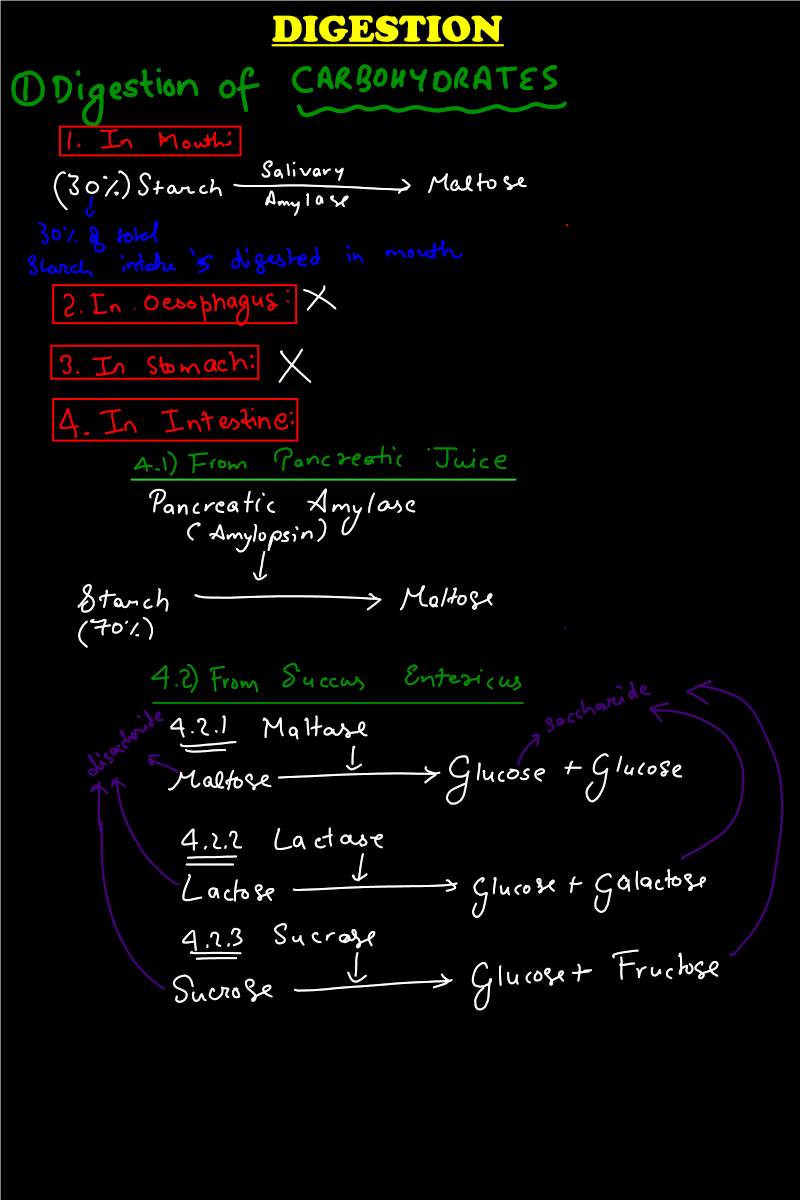 DIGESTION
① Digestion of CARBOHYDRATES
1. In Mouth:
(30%) Starch Salivary Amylase → Maltose
30% of total
Starch intake is digested in mouth
2. In Oesophagus: X
3. In Stomach: X
4. In Intestine:
4.1) From Pancreatic Juice
Pancreatic Amylase
(Amylopsin)
Starch → Maltose
(70%)
4.2) From Succus Entericus
disaccharide
saccharide
4.2.1 Maltase
Maltose → Glucose + Glucose
4.2.2 Lactase
Lactose → Glucose + Galactose
4.2.3 Sucrase
Sucrose → Glucose + Fructose